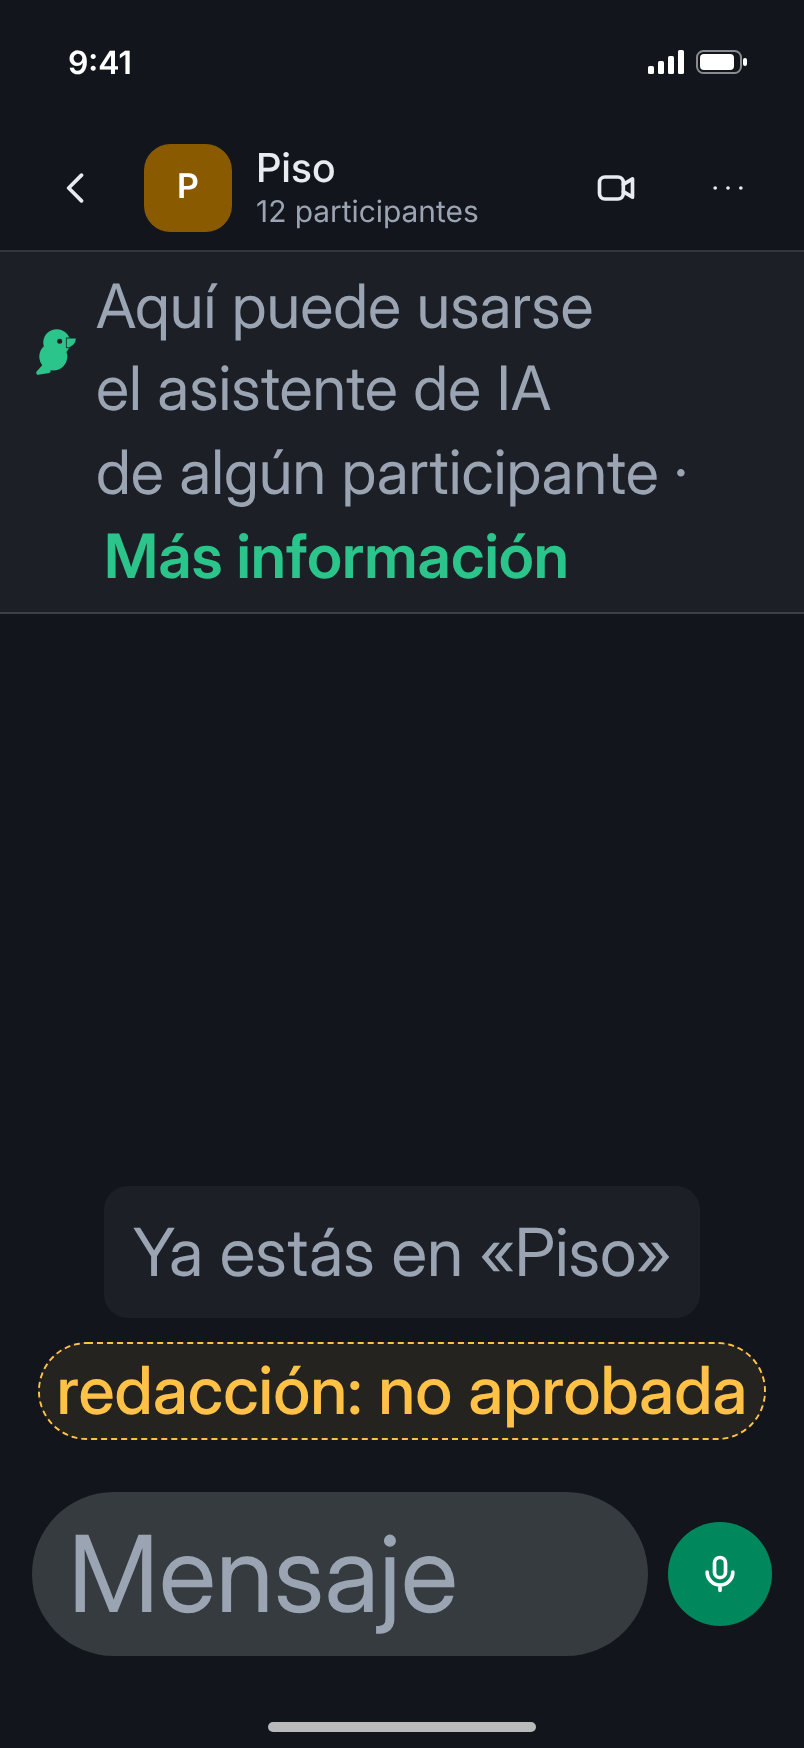 9:41
P
Piso
12 participantes
Aquí puede usarse
el asistente de IA
de algún participante ·
Más información
Ya estás en «Piso»
redacción: no aprobada
Mensaje